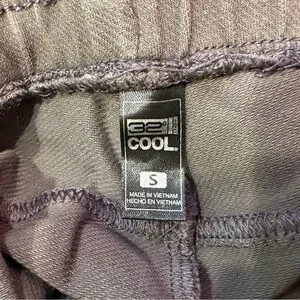 32
COOL
S
MADE IN VIETNAM
HECHO EN VIETNAM